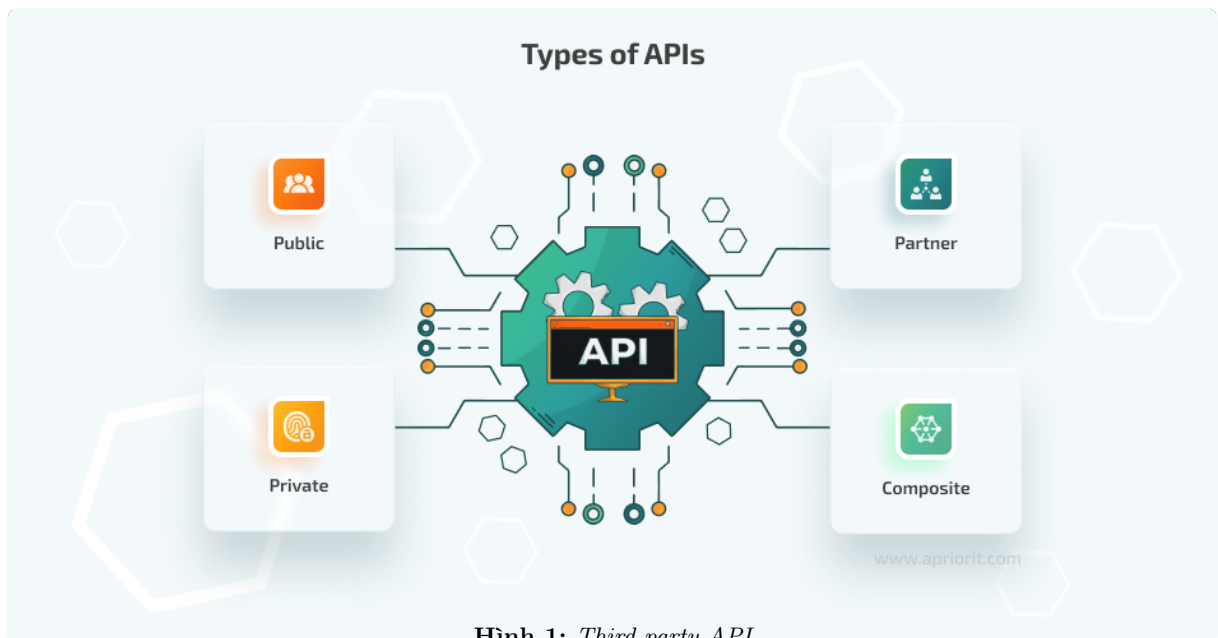 Types of APIs
Public
Partner
API
Private
Composite
www.apriorit.com
Hình 1: Third party API